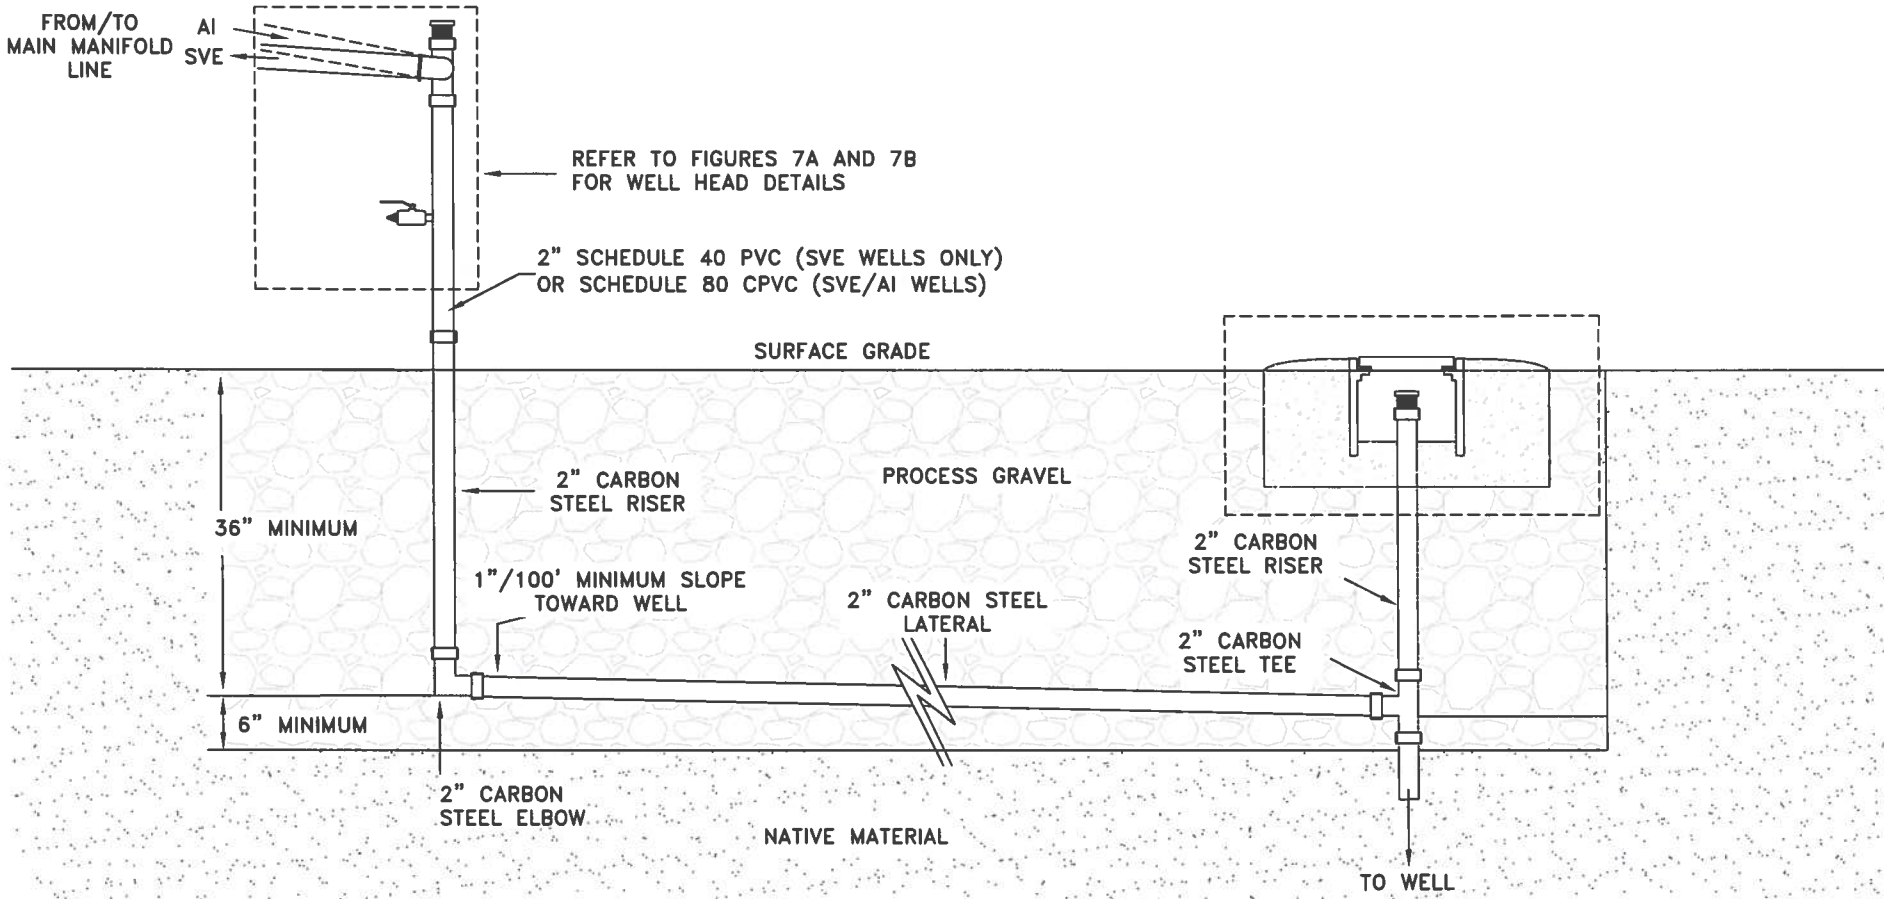 FROM/TO
MAIN MANIFOLD
LINE
AI
SVE
REFER TO FIGURES 7A AND 7B
FOR WELL HEAD DETAILS
2" SCHEDULE 40 PVC (SVE WELLS ONLY)
OR SCHEDULE 80 CPVC (SVE/AI WELLS)
SURFACE GRADE
2" CARBON
STEEL RISER
PROCESS GRAVEL
36" MINIMUM
2" CARBON
STEEL RISER
1"/100' MINIMUM SLOPE
TOWARD WELL
2" CARBON STEEL
LATERAL
2" CARBON
STEEL TEE
6" MINIMUM
2" CARBON
STEEL ELBOW
NATIVE MATERIAL
TO WELL